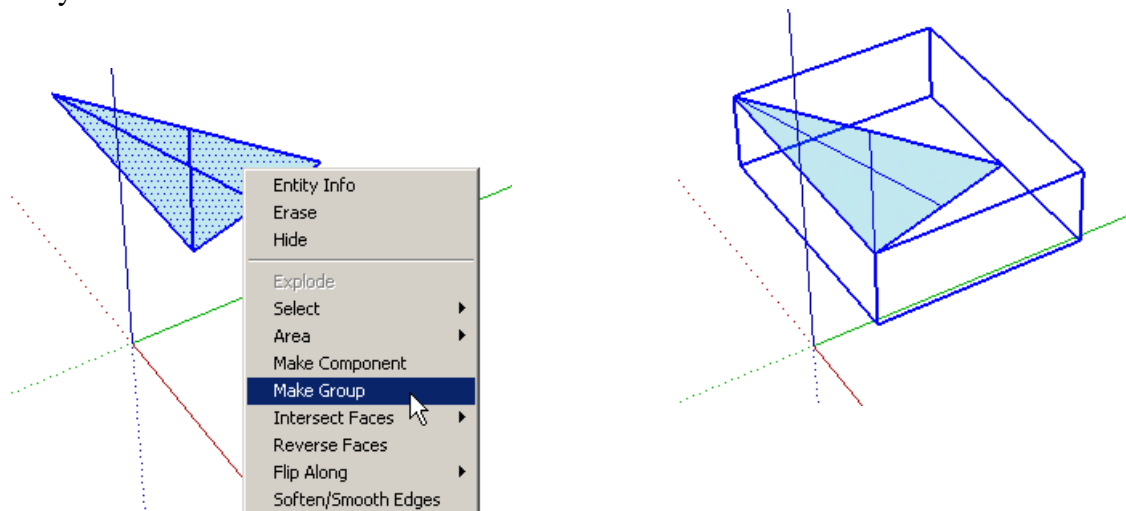 Entity Info
Erase
Hide
Explode
Select
Area
Make Component
Make Group
Intersect Faces
Reverse Faces
Flip Along
Soften/Smooth Edges